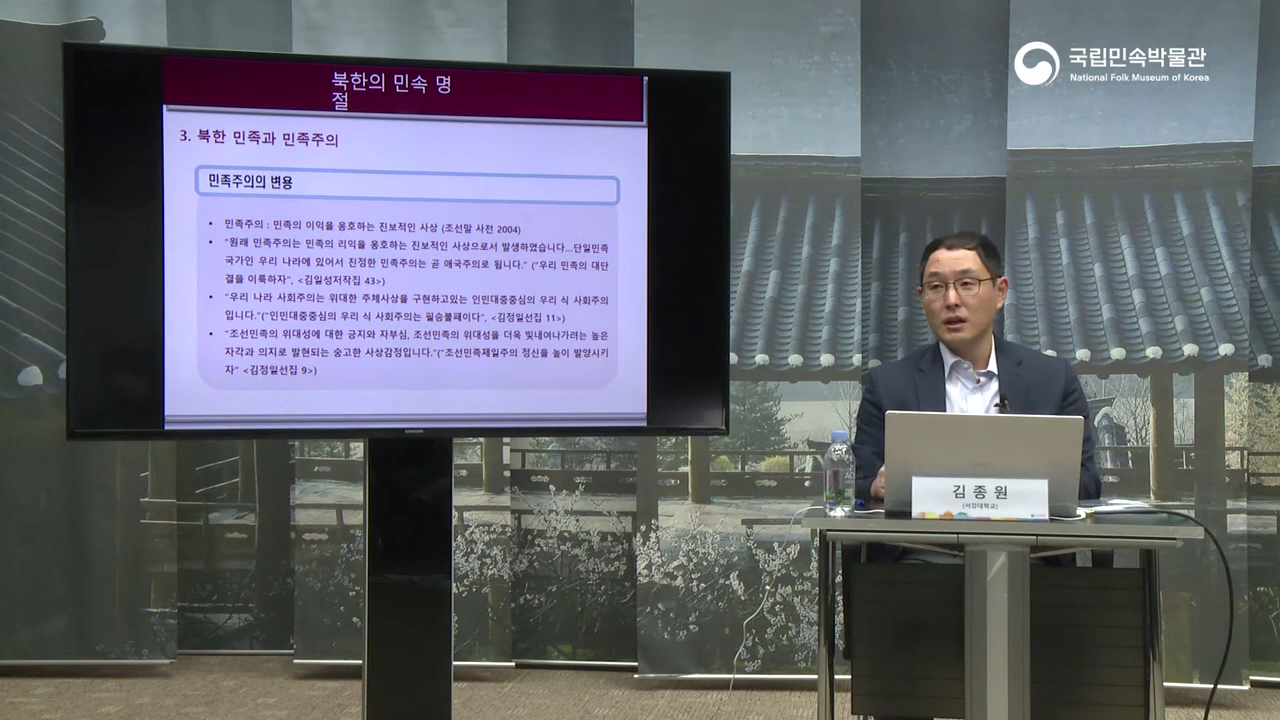 국립민속박물관
National Folk Museum of Korea
북한의 민속 명
절
3. 북한 민족과 민족주의
민족주의의 변용
• 민족주의 : 민족의 이익을 옹호하는 진보적인 사상 (조선말 사전 2004)
• "원래 민족주의는 민족의 리익을 옹호하는 진보적인 사상으로서 발생하였습니다...단일민족
국가인 우리 나라에 있어서 진정한 민족주의는 곧 애국주의로 됩니다." ("우리 민족의 대단
결을 이룩하자", <김일성저작집 43>)
• "우리 나라 사회주의는 위대한 주체사상을 구현하고있는 인민대중중심의 우리 식 사회주의
입니다."("인민대중중심의 우리 식 사회주의는 필승불패이다", <김정일선집 11>)
• "조선민족의 위대성에 대한 긍지와 자부심, 조선민족의 위대성을 더욱 빛내여나가려는 높은
자각과 의지로 발현되는 숭고한 사상감정입니다."("조선민족제일주의 정신을 높이 발양시키
자" <김정일선집 9>)
SAMSUNG
김 종 원
(서강대학교)